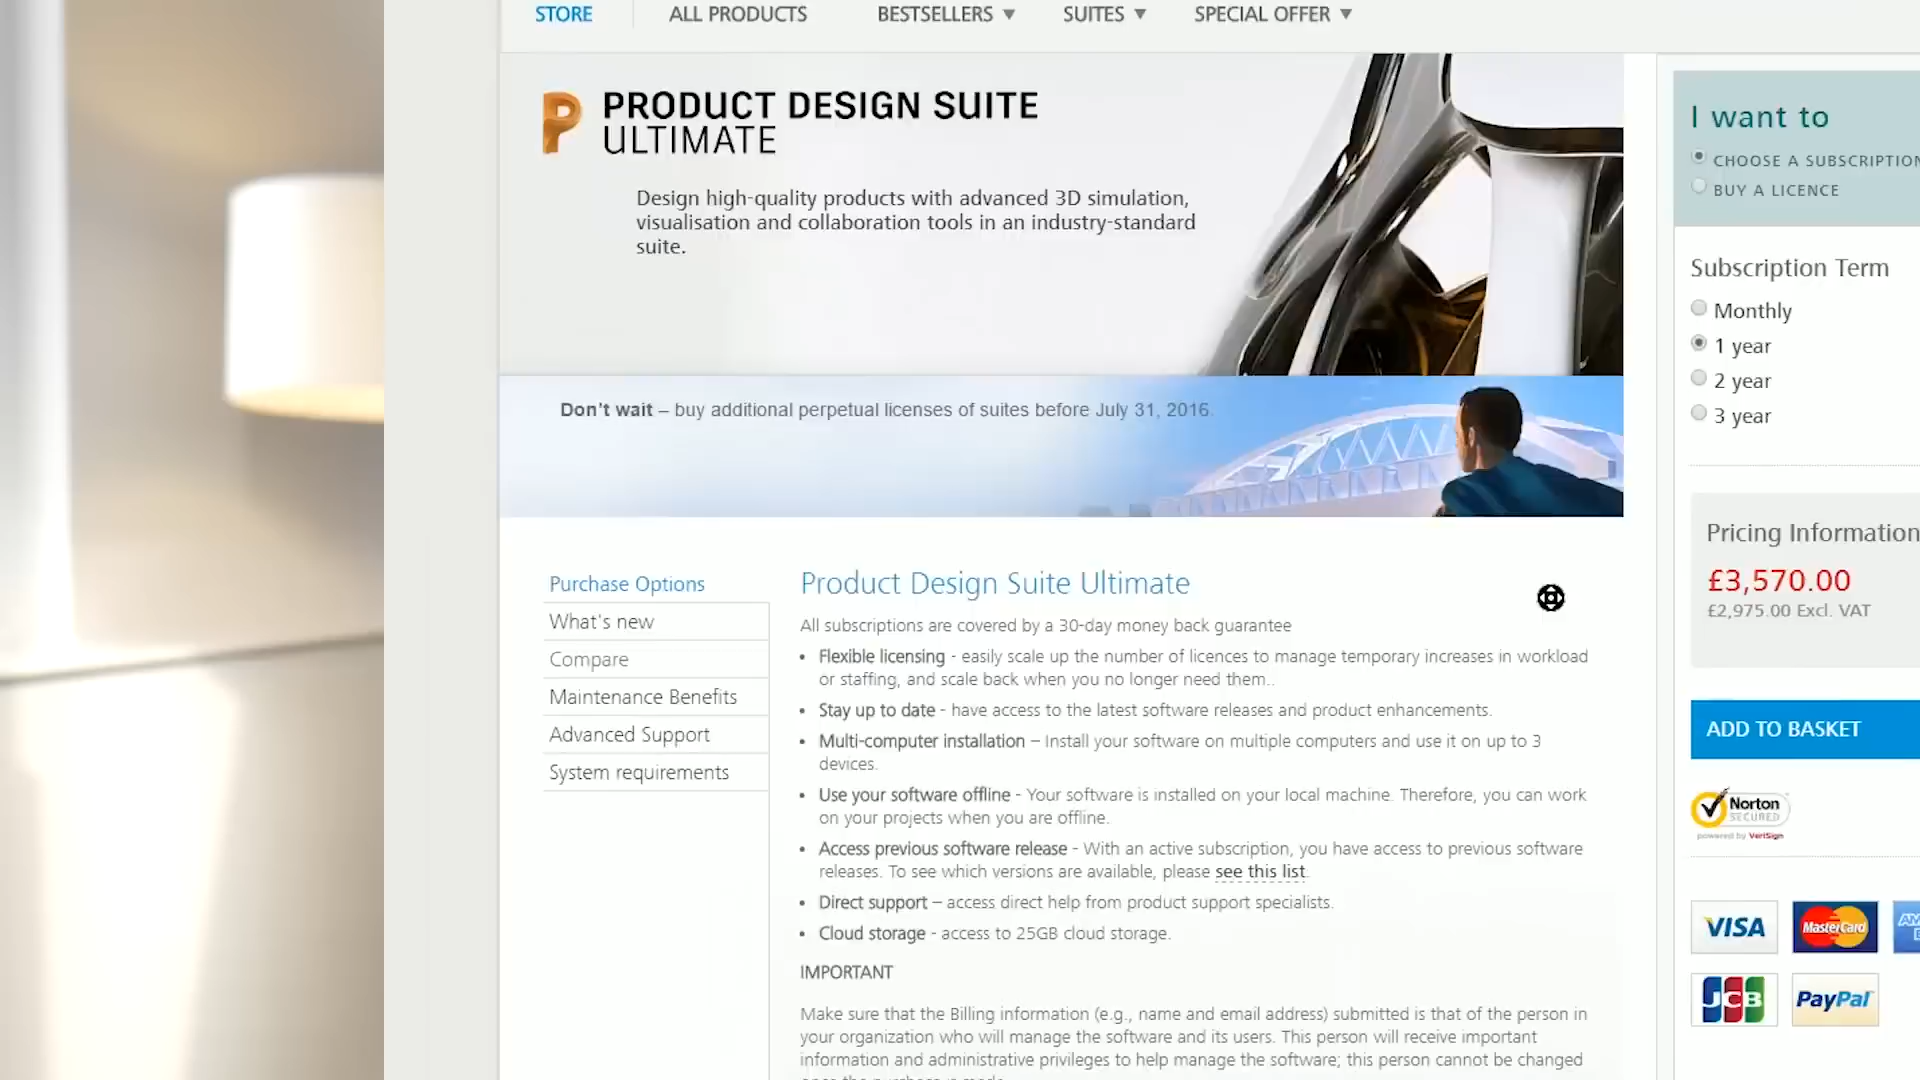 STORE
ALL PRODUCTS
BESTSELLERS
SUITES
SPECIAL OFFER
PRODUCT DESIGN SUITE
ULTIMATE
Design high-quality products with advanced 3D simulation,
visualisation and collaboration tools in an industry-standard
suite.
Don't wait – buy additional perpetual licenses of suites before July 31, 2016.
Purchase Options
What's new
Compare
Maintenance Benefits
Advanced Support
System requirements
Product Design Suite Ultimate
All subscriptions are covered by a 30-day money back guarantee
• Flexible licensing - easily scale up the number of licences to manage temporary increases in workload
or staffing, and scale back when you no longer need them..
• Stay up to date - have access to the latest software releases and product enhancements.
• Multi-computer installation – Install your software on multiple computers and use it on up to 3
devices.
• Use your software offline - Your software is installed on your local machine. Therefore, you can work
on your projects when you are offline.
• Access previous software release - With an active subscription, you have access to previous software
releases. To see which versions are available, please see this list.
• Direct support – access direct help from product support specialists.
• Cloud storage - access to 25GB cloud storage.
IMPORTANT
Make sure that the Billing information (e.g., name and email address) submitted is that of the person in
your organization who will manage the software and its users. This person will receive important
information and administrative privileges to help manage the software; this person cannot be changed
I want to
CHOOSE A SUBSCRIPTION
BUY A LICENCE
Subscription Term
Monthly
1 year
2 year
3 year
Pricing Information
£3,570.00
£2,975.00 Excl. VAT
ADD TO BASKET
Norton
SECURED
powered by VeriSign
VISA
MasterCard
JCB
PayPal